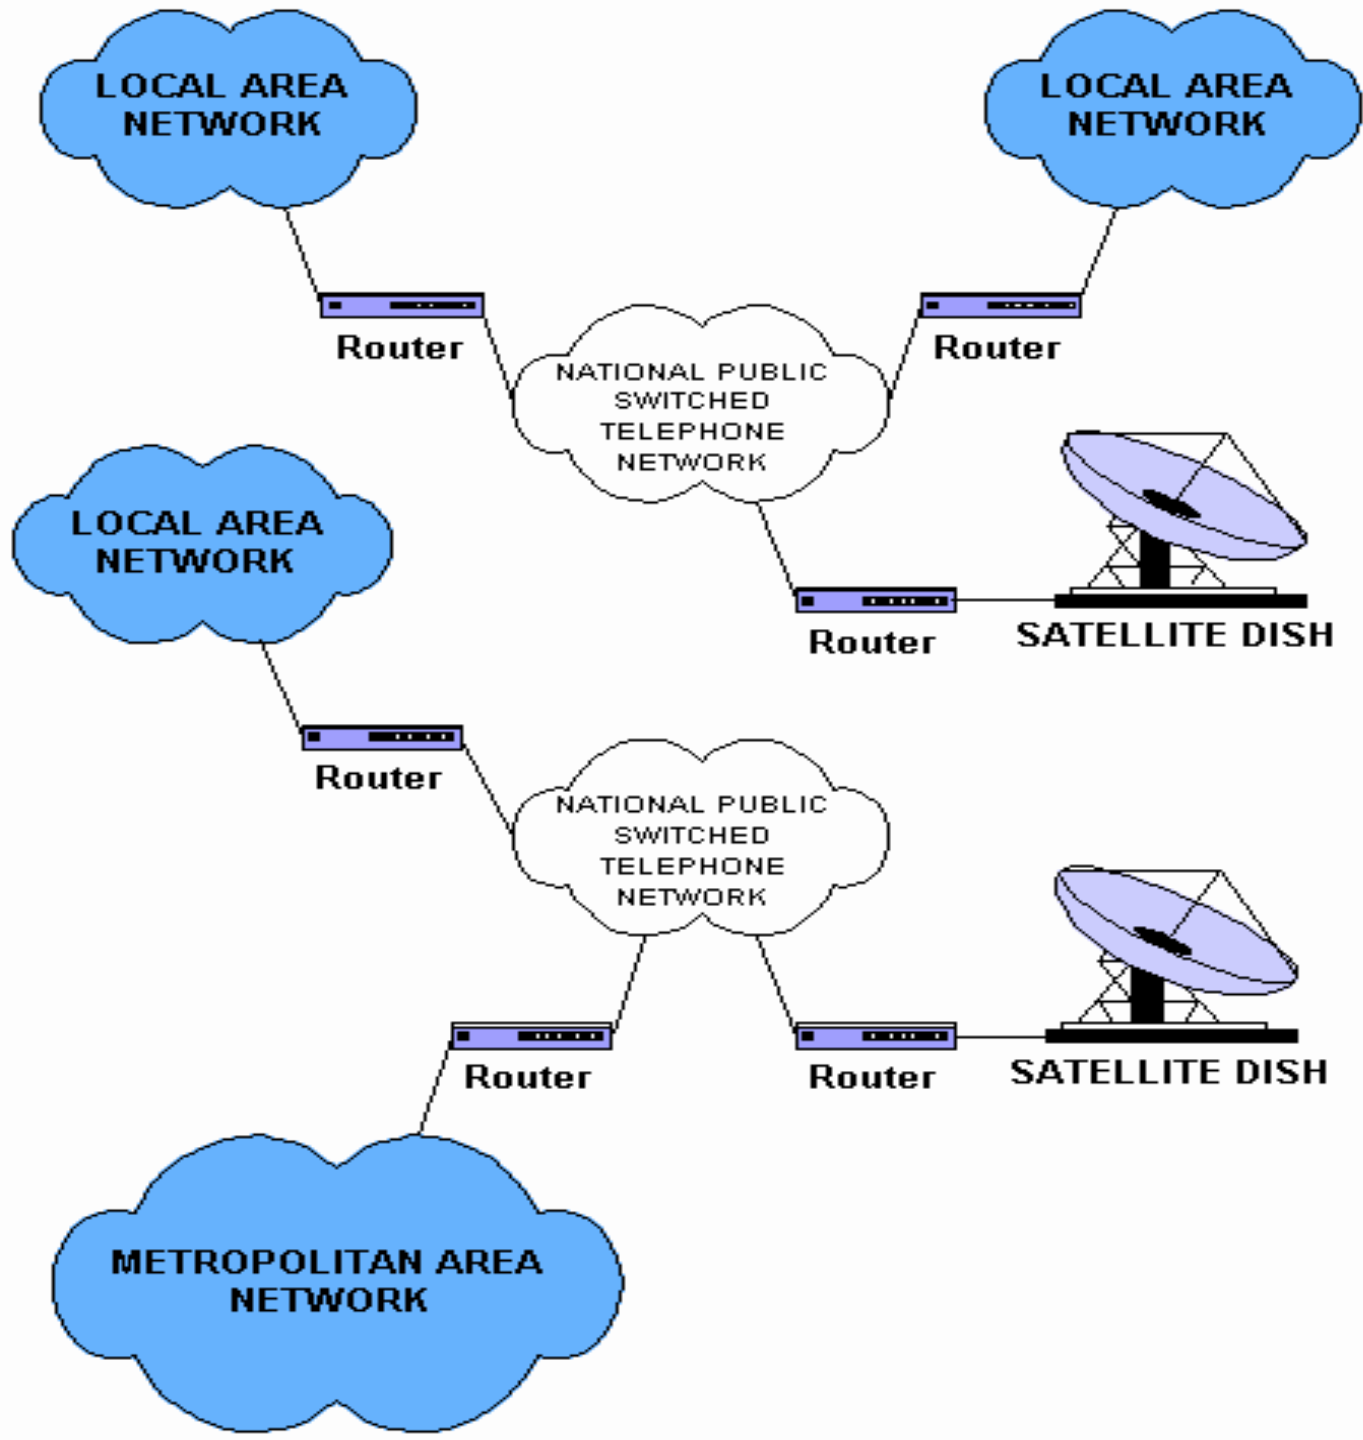 LOCAL AREA
NETWORK
LOCAL AREA
NETWORK
Router
Router
NATIONAL PUBLIC
SWITCHED
TELEPHONE
NETWORK
LOCAL AREA
NETWORK
Router
SATELLITE DISH
Router
NATIONAL PUBLIC
SWITCHED
TELEPHONE
NETWORK
Router
Router
SATELLITE DISH
METROPOLITAN AREA
NETWORK